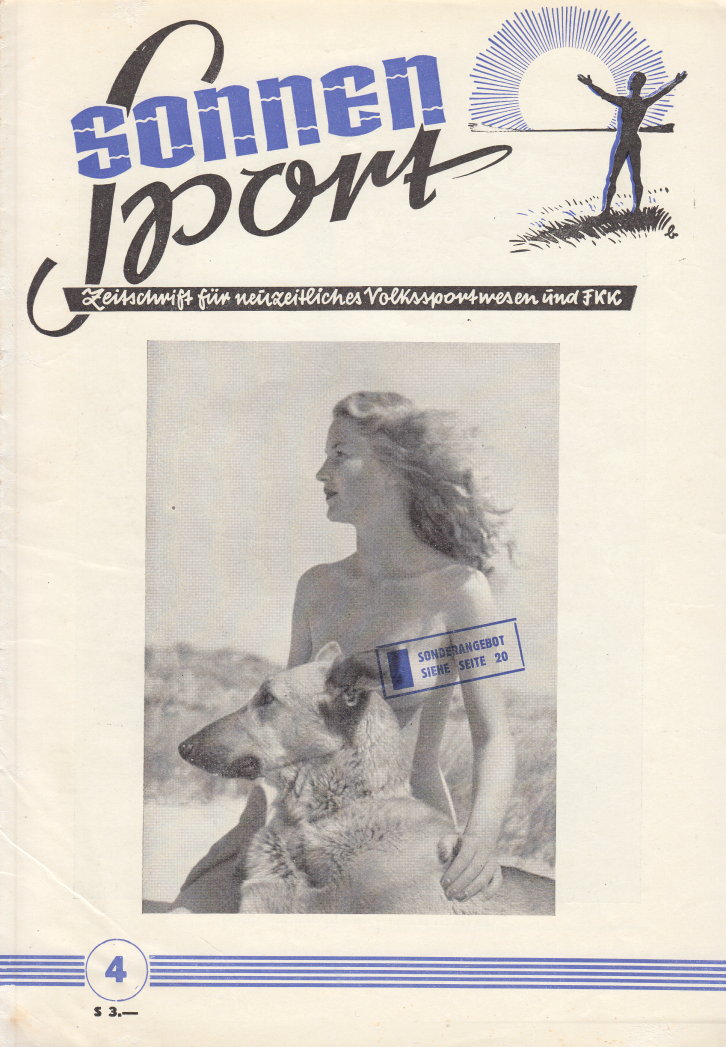 Sonnen
Sport
Zeitschrift für neuzeitliches Volkssportwesen und FKK
SONDERANGEBOT
SIEHE SEITE 20
4
S 3.—